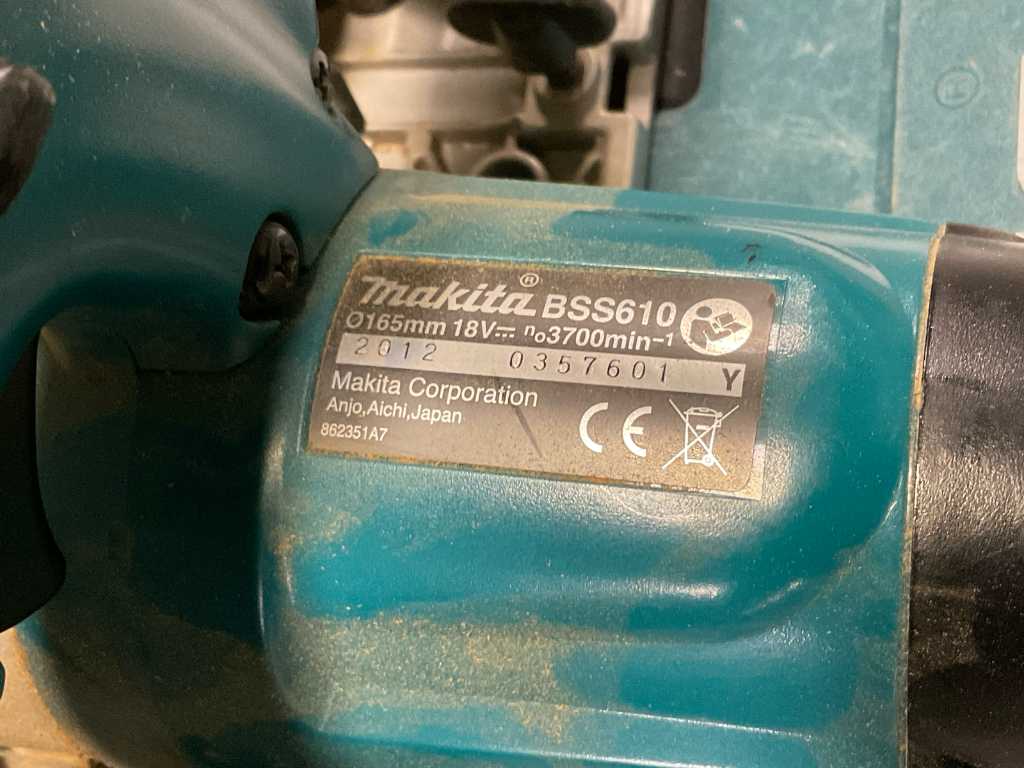 makita® BSS610
Ø165mm 18V⎓ n₀3700min⁻¹
2012 0357601 Y
Makita Corporation
Anjo,Aichi,Japan
862351A7
CE